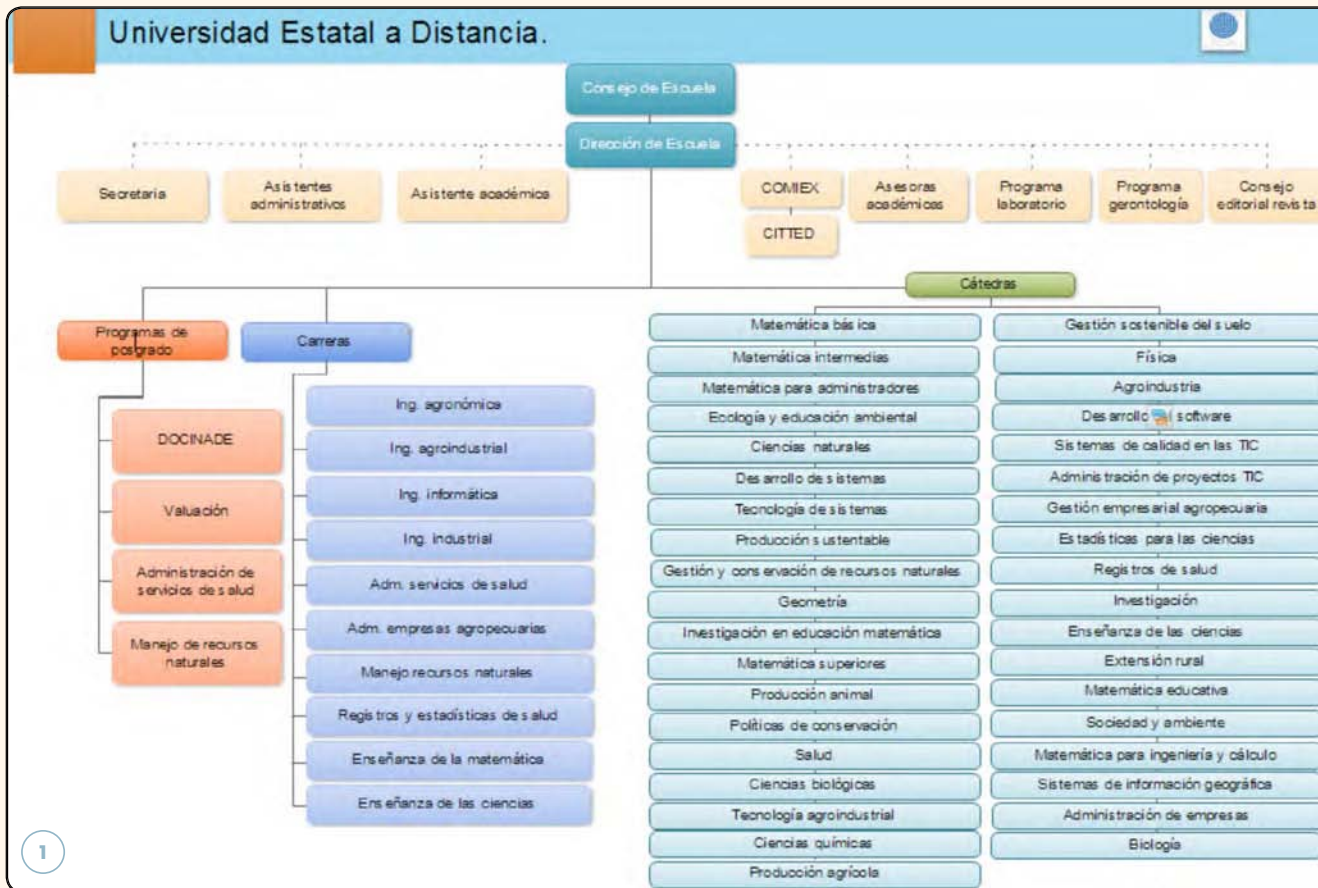 Universidad Estatal a Distancia.
Consejo de Escuela
Dirección de Escuela
Secretaria
Asistentes
administrativos
Asistente académica
COMIEX
CITTED
Asesoras
académicas
Programa
laboratorio
Programa
gerontología
Consejo
editorial revista
Programas de
posgrado
DOCINADE
Valuación
Administración de
servicios de salud
Manejo de recursos
naturales
Carreras
Ing. agronómica
Ing. agroindustrial
Ing. informática
Ing. industrial
Adm. servicios de salud
Adm. empresas agropecuarias
Manejo recursos naturales
Registros y estadísticas de salud
Enseñanza de la matemática
Enseñanza de las ciencias
Cátedras
Matemática básica
Matemática intermedias
Matemática para administradores
Ecología y educación ambiental
Ciencias naturales
Desarrollo de sistemas
Tecnología de sistemas
Producción sustentable
Gestión y conservación de recursos naturales
Geometría
Investigación en educación matemática
Matemática superiores
Producción animal
Políticas de conservación
Salud
Ciencias biológicas
Tecnología agroindustrial
Ciencias químicas
Producción agrícola
Gestión sostenible del suelo
Física
Agroindustria
Desarrollo software
Sistemas de calidad en las TIC
Administración de proyectos TIC
Gestión empresarial agropecuaria
Estadísticas para las ciencias
Registros de salud
Investigación
Enseñanza de las ciencias
Extensión rural
Matemática educativa
Sociedad y ambiente
Matemática para ingeniería y cálculo
Sistemas de información geográfica
Administración de empresas
Biología
1